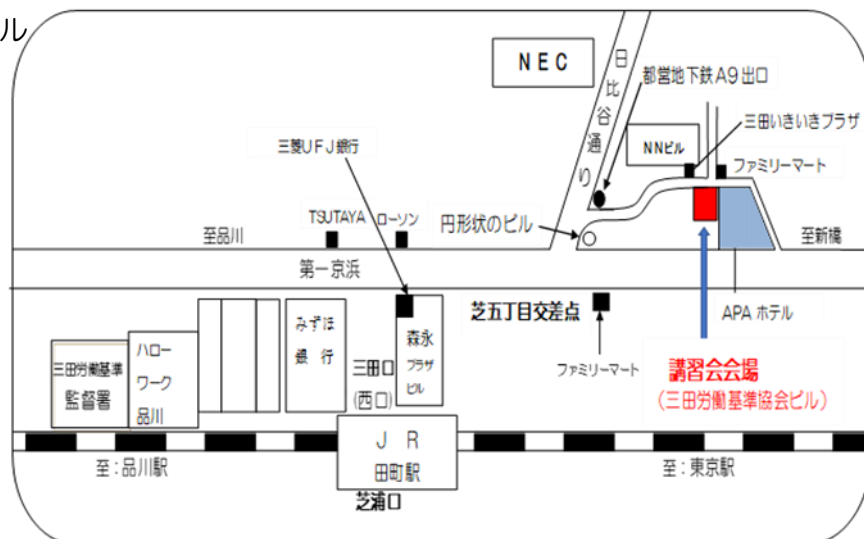 ル
NEC
日比谷通り
都営地下鉄A9出口
三田いきいきプラザ
NNビル
ファミリーマート
三菱UFJ銀行
TSUTAYA
ローソン
円形状のビル
至品川
至新橋
第一京浜
APAホテル
芝五丁目交差点
みずほ
銀行
森永
プラザ
ビル
三田口
(西口)
ファミリーマート
講習会会場
(三田労働基準協会ビル)
ハロー
ワーク
品川
三田労働基準
監督署
JR
田町駅
至:品川駅
至:東京駅
芝浦口